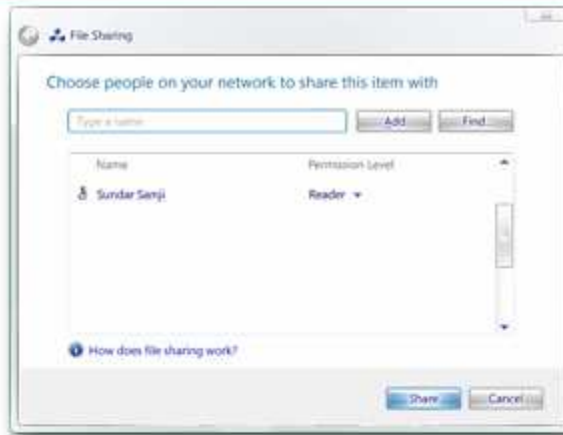 File Sharing
Choose people on your network to share this item with
Type a name
Add
Find
Name
Permission Level
Sundar Samji
Reader
How does file sharing work?
Share
Cancel